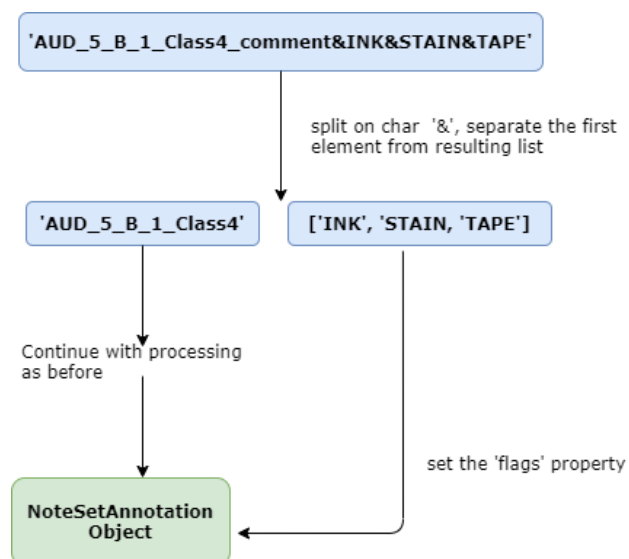 'AUD_5_B_1_Class4_comment&INK&STAIN&TAPE'
split on char '&', separate the first
element from resulting list
'AUD_5_B_1_Class4'
['INK', 'STAIN, 'TAPE']
Continue with processing
as before
set the 'flags' property
NoteSetAnnotation
Object